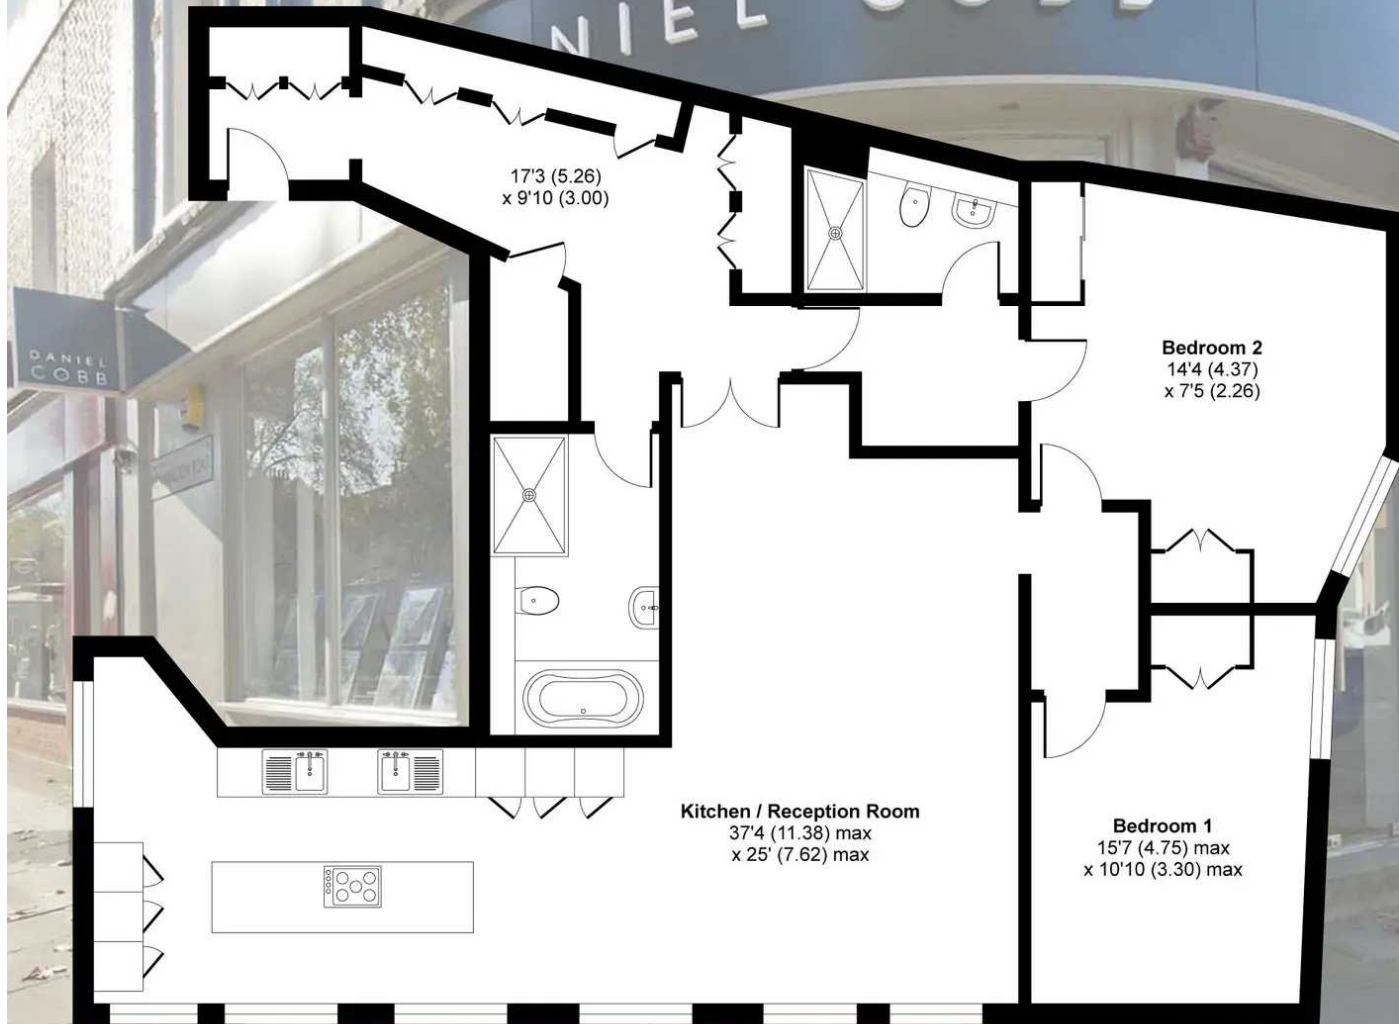 DANIEL COBB
17'3 (5.26)
x 9'10 (3.00)
Bedroom 2
14'4 (4.37)
x 7'5 (2.26)
DANIEL
COBB
Kitchen / Reception Room
37'4 (11.38) max
x 25' (7.62) max
Bedroom 1
15'7 (4.75) max
x 10'10 (3.30) max